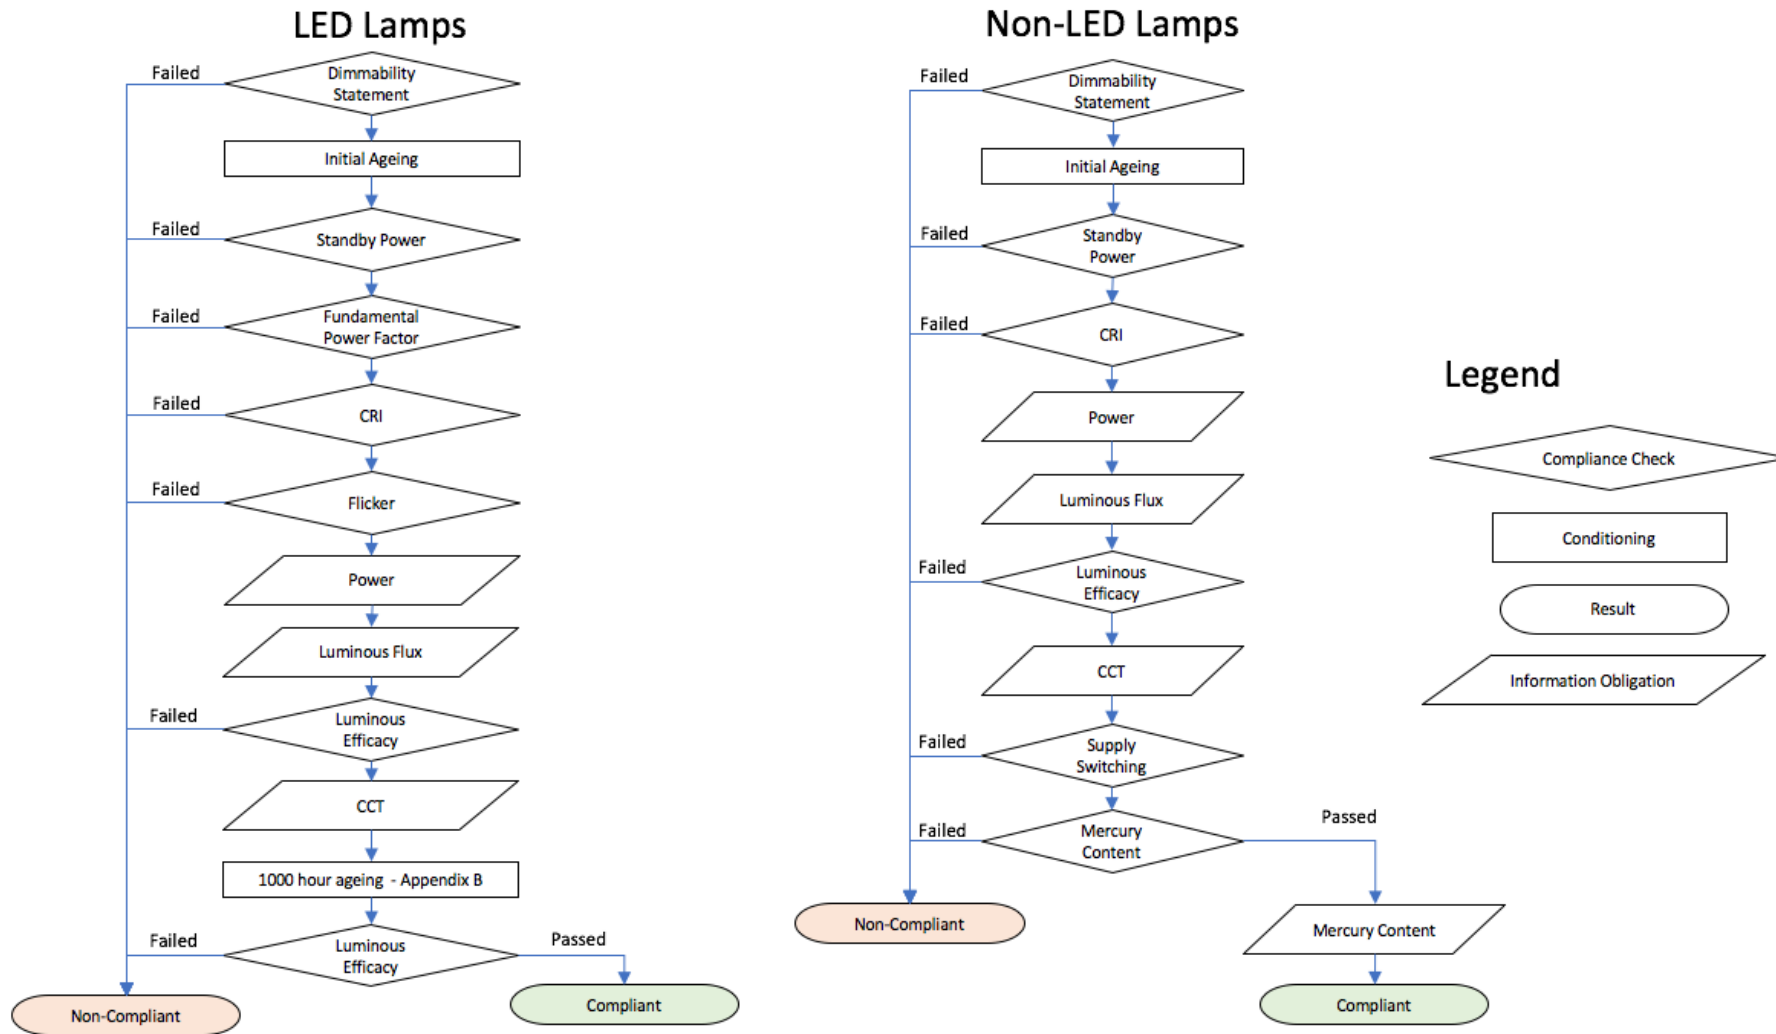 LED Lamps
Failed
Dimmability
Statement
Initial Ageing
Failed
Standby Power
Failed
Fundamental
Power Factor
Failed
CRI
Failed
Flicker
Power
Luminous Flux
Failed
Luminous
Efficacy
CCT
1000 hour ageing - Appendix B
Failed
Luminous
Efficacy
Passed
Non-Compliant
Compliant
Non-LED Lamps
Failed
Dimmability
Statement
Initial Ageing
Failed
Standby
Power
Failed
CRI
Power
Luminous Flux
Failed
Luminous
Efficacy
CCT
Failed
Supply
Switching
Failed
Mercury
Content
Passed
Non-Compliant
Mercury Content
Compliant
Legend
Compliance Check
Conditioning
Result
Information Obligation